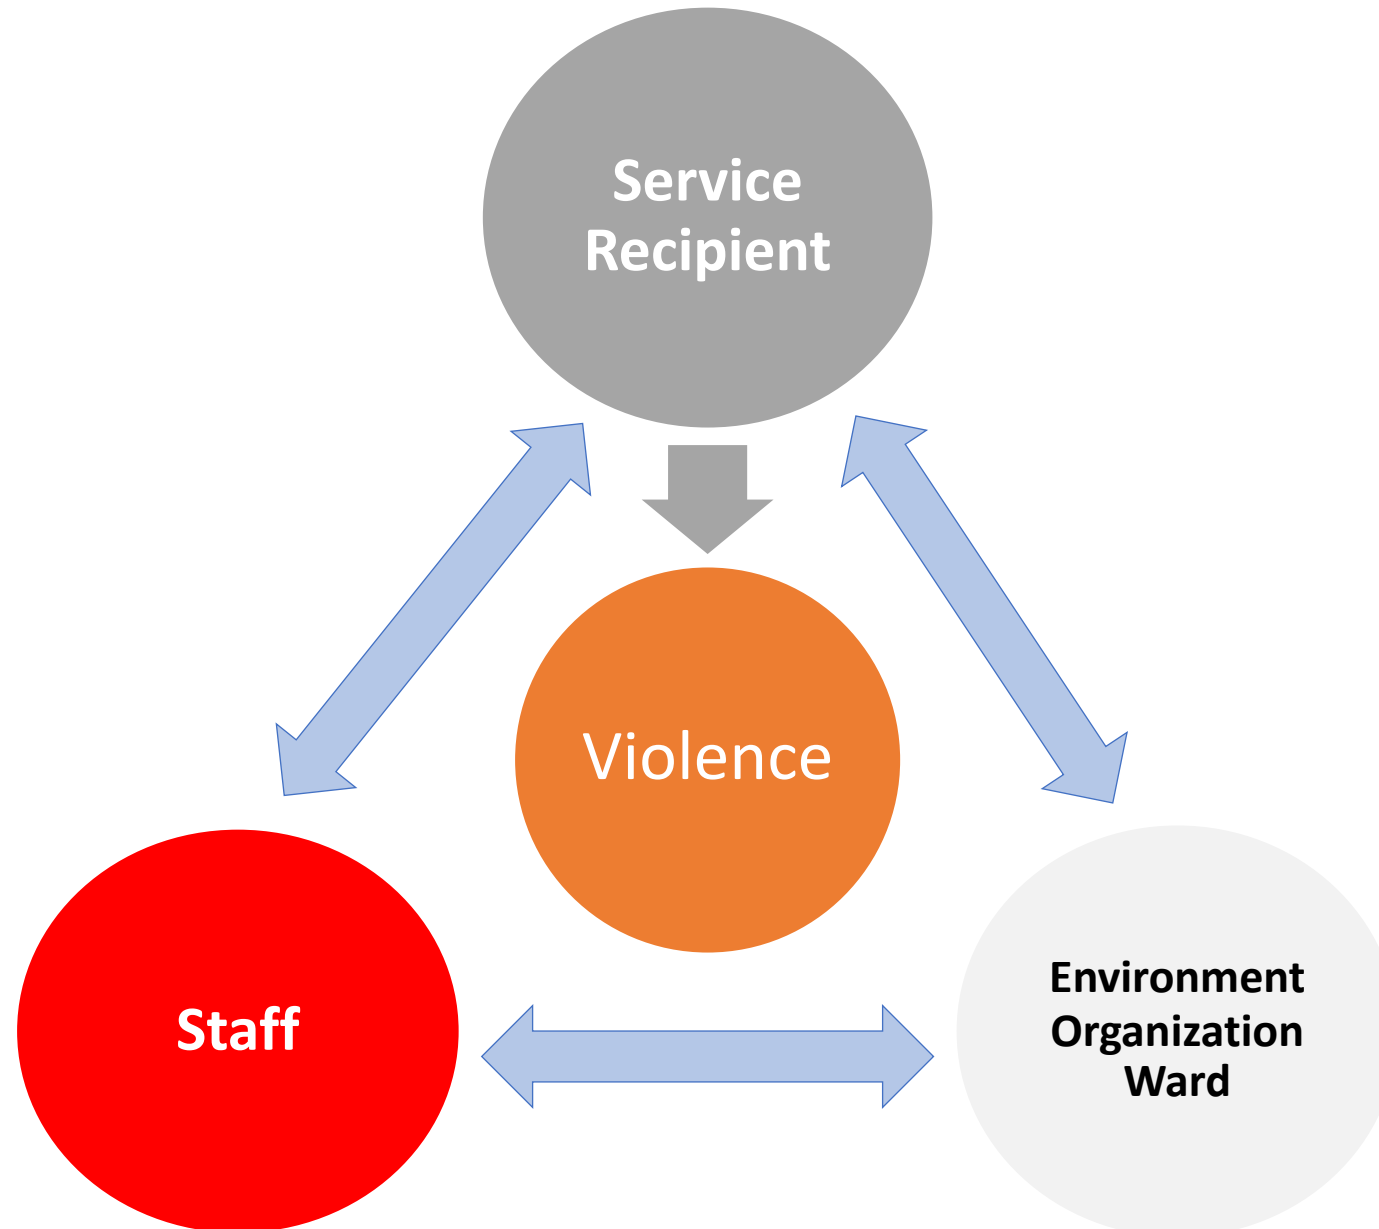 Service
Recipient
Violence
Staff
Environment
Organization
Ward